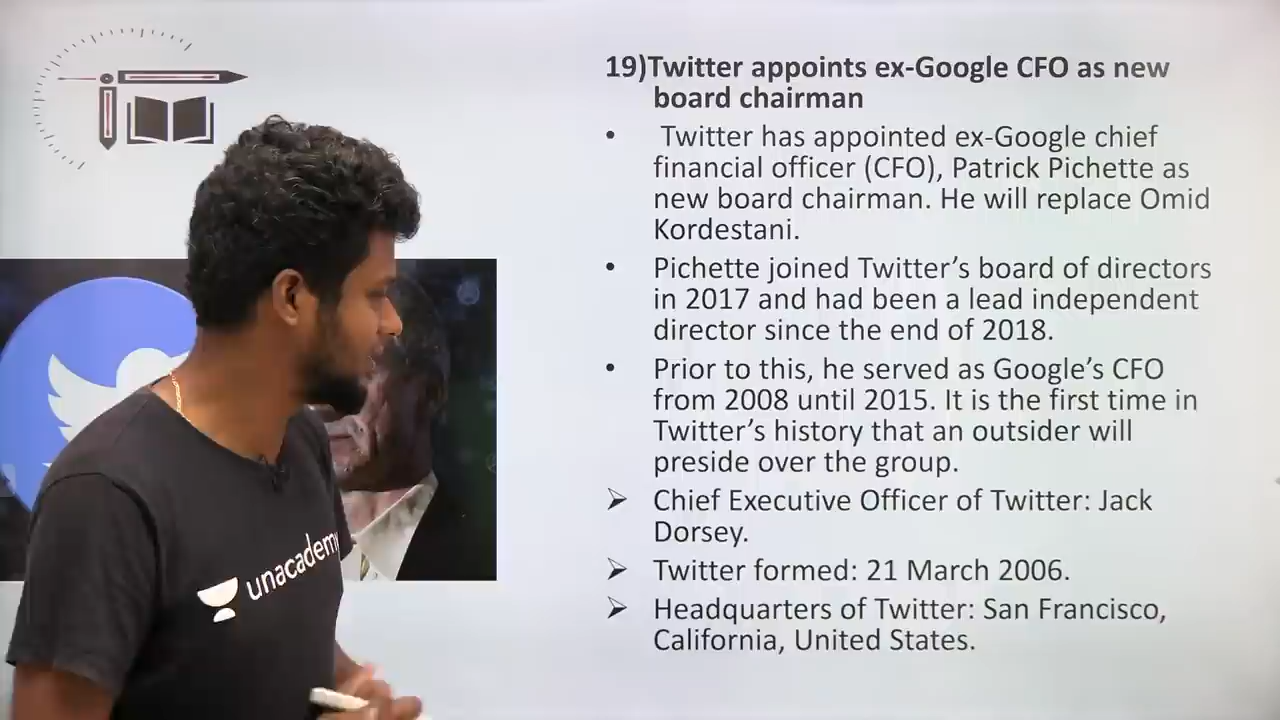 19)Twitter appoints ex-Google CFO as new
board chairman
• Twitter has appointed ex-Google chief
financial officer (CFO), Patrick Pichette as
new board chairman. He will replace Omid
Kordestani.
• Pichette joined Twitter’s board of directors
in 2017 and had been a lead independent
director since the end of 2018.
• Prior to this, he served as Google’s CFO
from 2008 until 2015. It is the first time in
Twitter’s history that an outsider will
preside over the group.
➢ Chief Executive Officer of Twitter: Jack
Dorsey.
➢ Twitter formed: 21 March 2006.
➢ Headquarters of Twitter: San Francisco,
California, United States.
unacademy